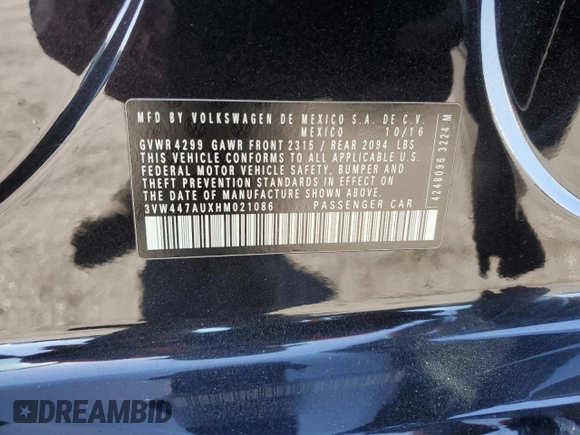 MFD BY VOLKSWAGEN DE MEXICO S.A. DE C.V.
MEXICO 10/16
GVWR 4299 GAWR FRONT 2315 / REAR 2094 LBS
THIS VEHICLE CONFORMS TO ALL APPLICABLE U.S.
FEDERAL MOTOR VEHICLE SAFETY, BUMPER AND
THEFT PREVENTION STANDARDS IN EFFECT ON
THE DATE OF MANUFACTURE SHOWN ABOVE.
3VW447AUXHM021086 PASSENGER CAR
4248096 3224 M
DREAMBID